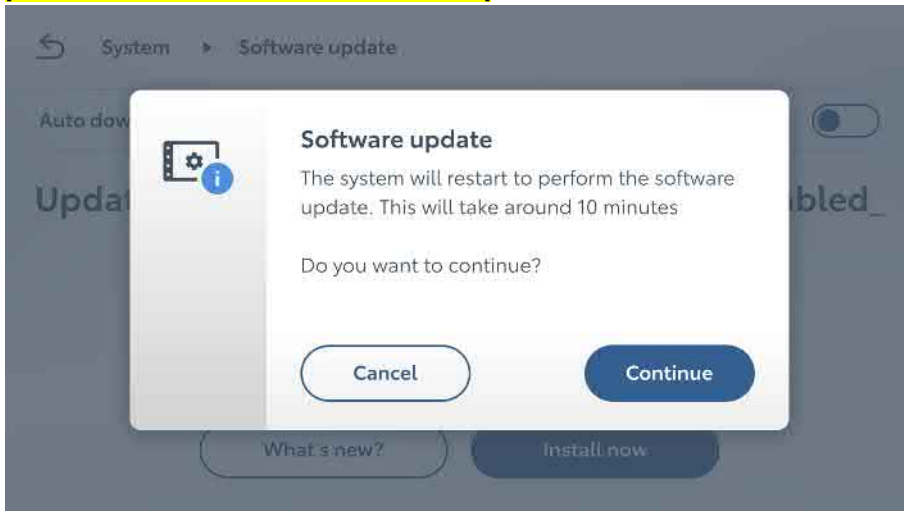 System ▸ Software update
Auto dow
Software update
The system will restart to perform the software
update. This will take around 10 minutes
Updat
bled_
Do you want to continue?
Cancel
Continue
What's new?
Install now